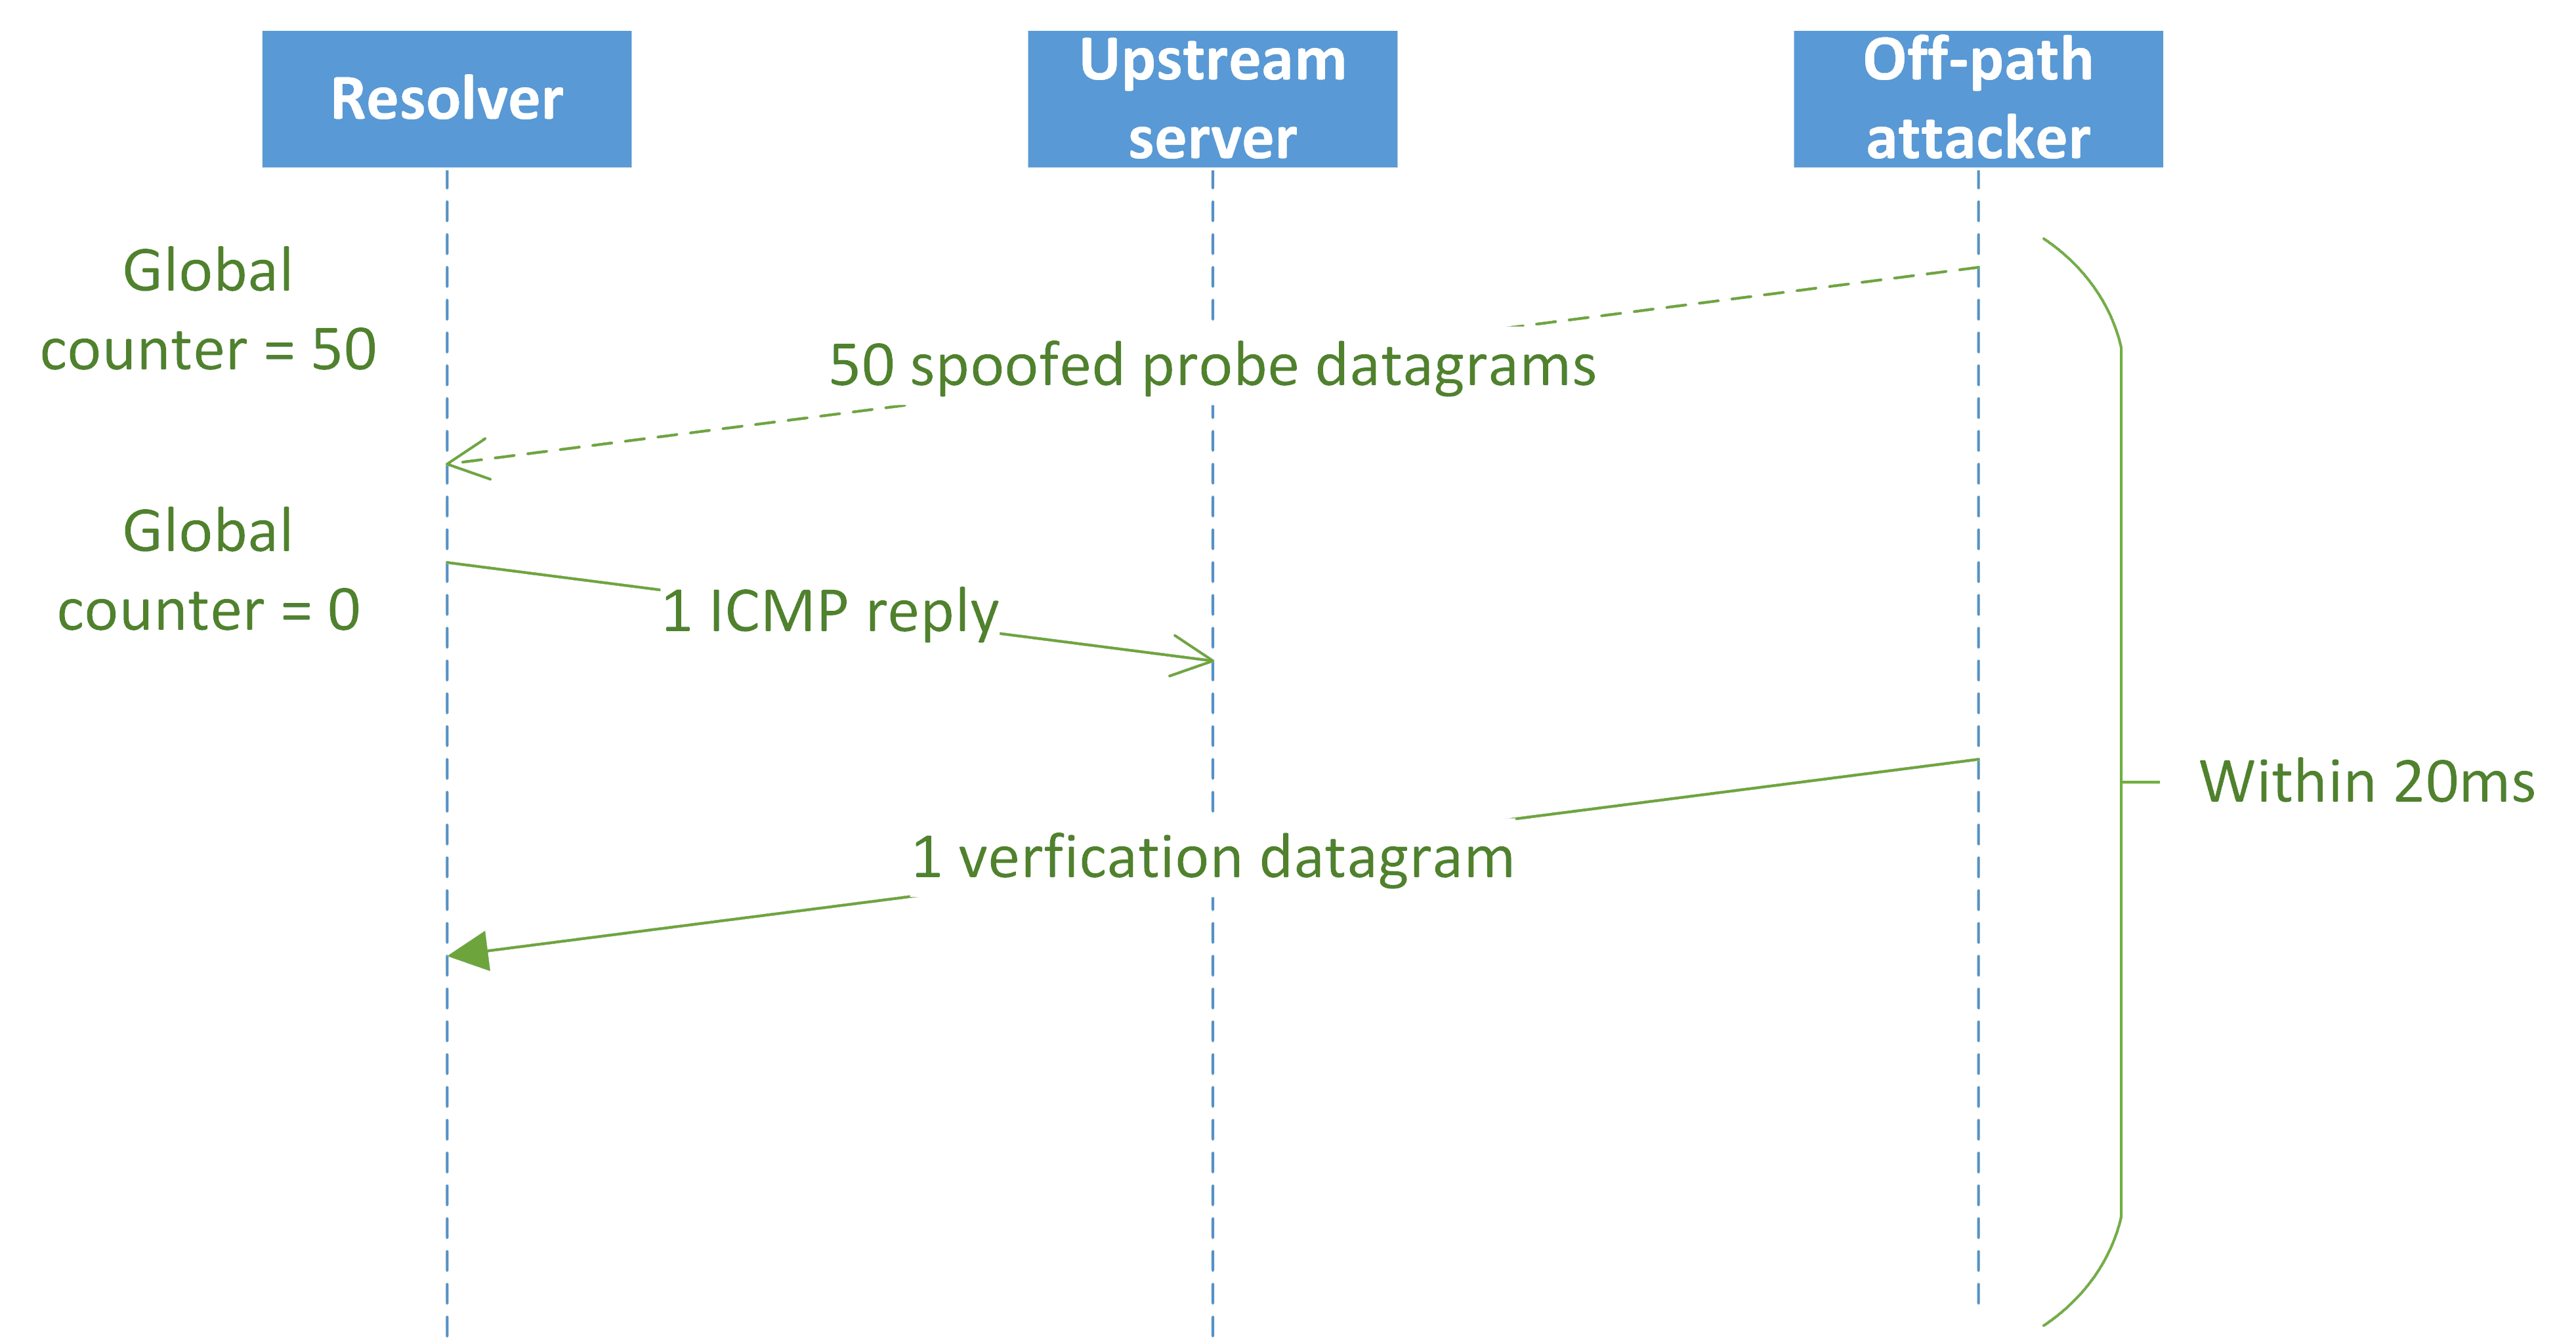 Resolver
Upstream
server
Off-path
attacker
Global
counter = 50
50 spoofed probe datagrams
Global
counter = 0
1 ICMP reply
Within 20ms
1 verfication datagram